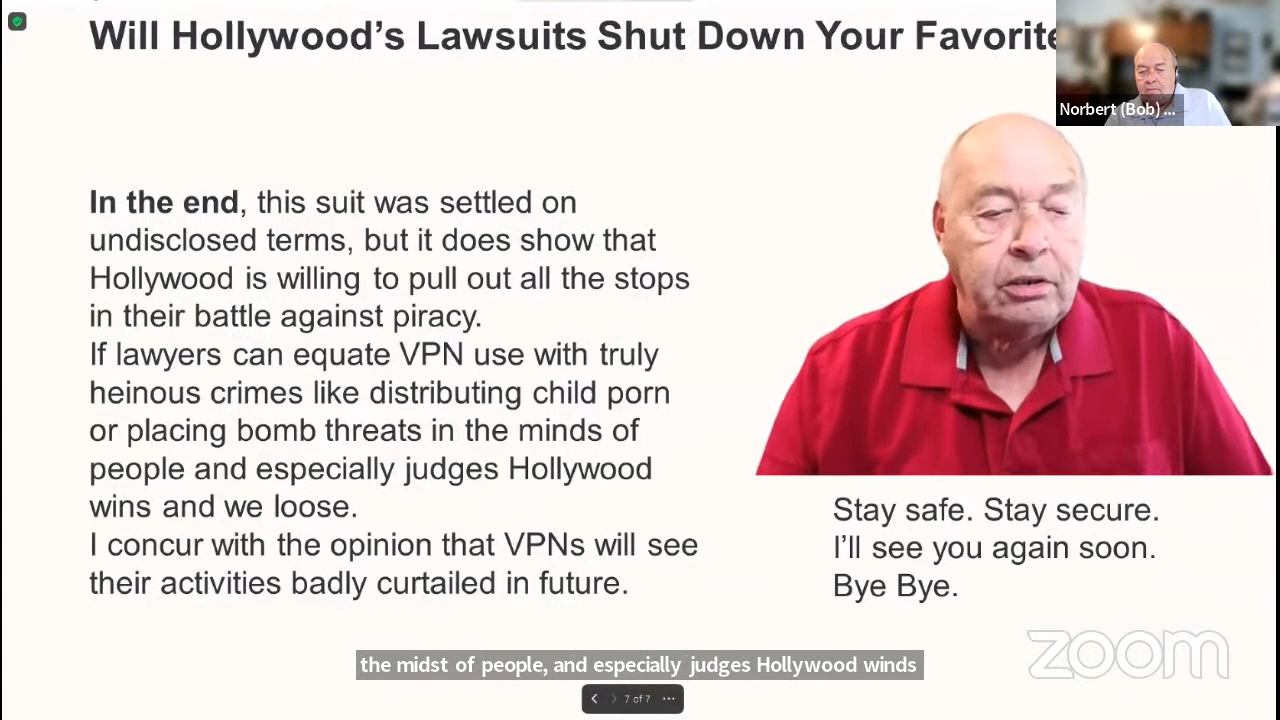 Will Hollywood’s Lawsuits Shut Down Your Favorite
Norbert (Bob) ...
In the end, this suit was settled on
undisclosed terms, but it does show that
Hollywood is willing to pull out all the stops
in their battle against piracy.
If lawyers can equate VPN use with truly
heinous crimes like distributing child porn
or placing bomb threats in the minds of
people and especially judges Hollywood
wins and we loose.
I concur with the opinion that VPNs will see
their activities badly curtailed in future.
Stay safe. Stay secure.
I’ll see you again soon.
Bye Bye.
zoom
the midst of people, and especially judges Hollywood winds
7 of 7